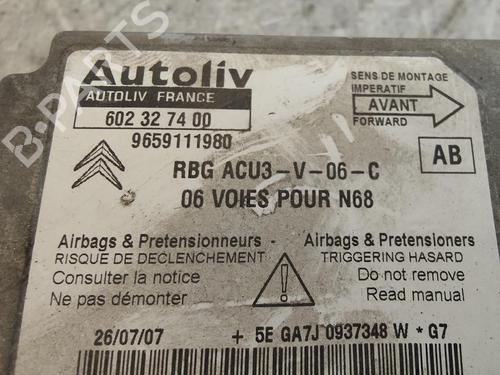 Autoliv
AUTOLIV FRANCE
602 32 74 00
9659111980
SENS DE MONTAGE
IMPERATIF
AVANT
FORWARD
AB
RBG ACU3-V-06-C
06 VOIES POUR N68
Airbags & Pretensionneurs - Airbags & Pretensioners
RISQUE DE DECLENCHEMENT
TRIGGERING HASARD
Consulter la notice
Do not remove
Ne pas démonter
Read manual
26/07/07 + 5E GA7J 0937348 W * G7
B-PARTS